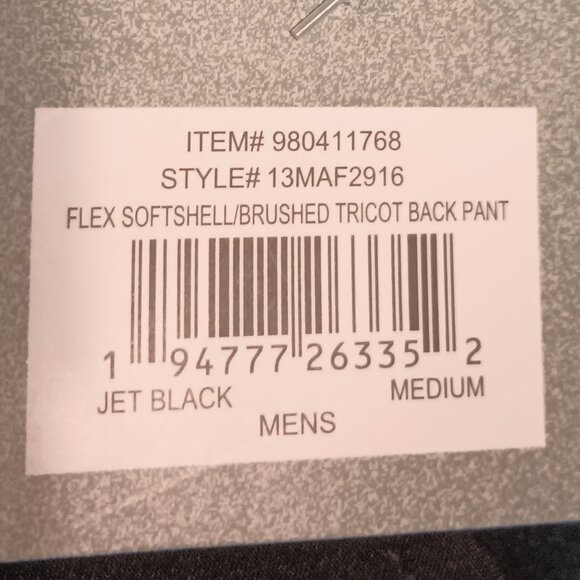 ITEM# 980411768
STYLE# 13MAF2916
FLEX SOFTSHELL/BRUSHED TRICOT BACK PANT
1 94777 26335 2
JET BLACK MEDIUM
MENS